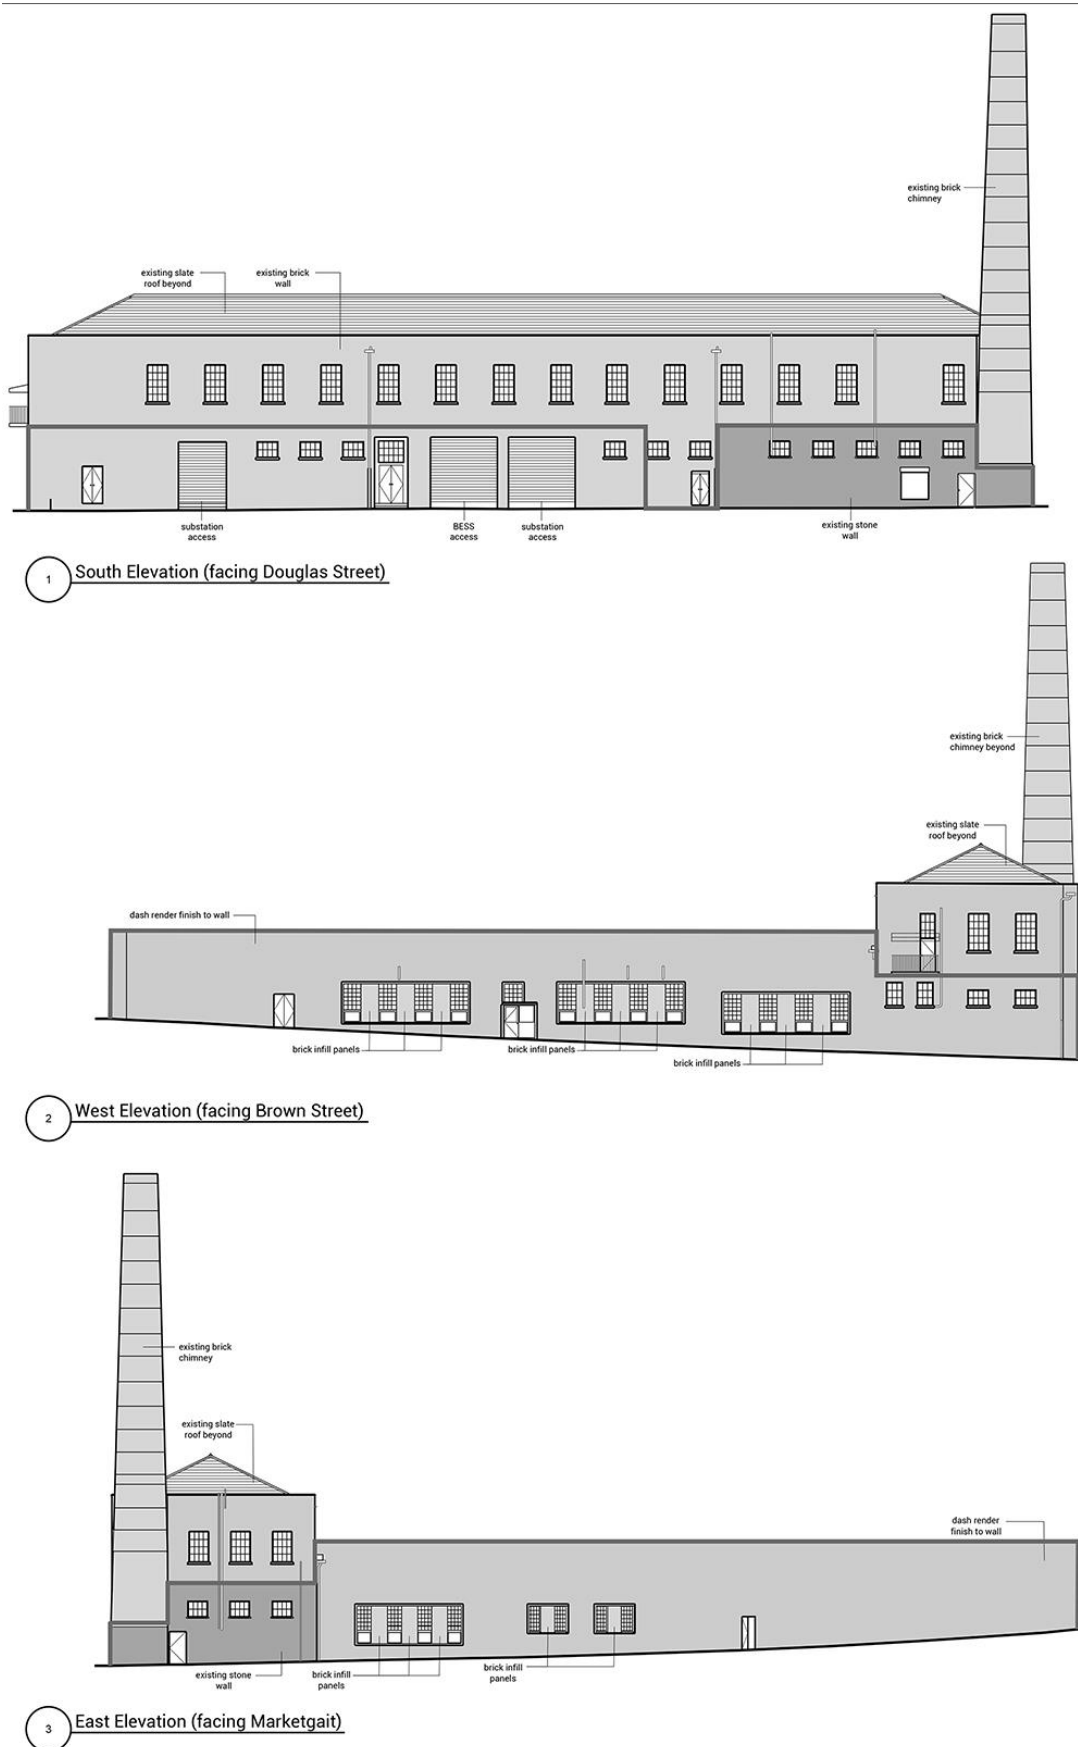 existing brick
chimney
existing slate
roof beyond
existing brick
wall
substation
access
BESS
access
substation
access
existing stone
wall
1
South Elevation (facing Douglas Street)
existing brick
chimney beyond
existing slate
roof beyond
dash render finish to wall
brick infill panels
brick infill panels
brick infill panels
2
West Elevation (facing Brown Street)
existing brick
chimney
existing slate
roof beyond
dash render
finish to wall
existing stone
wall
brick infill
panels
brick infill
panels
3
East Elevation (facing Marketgait)